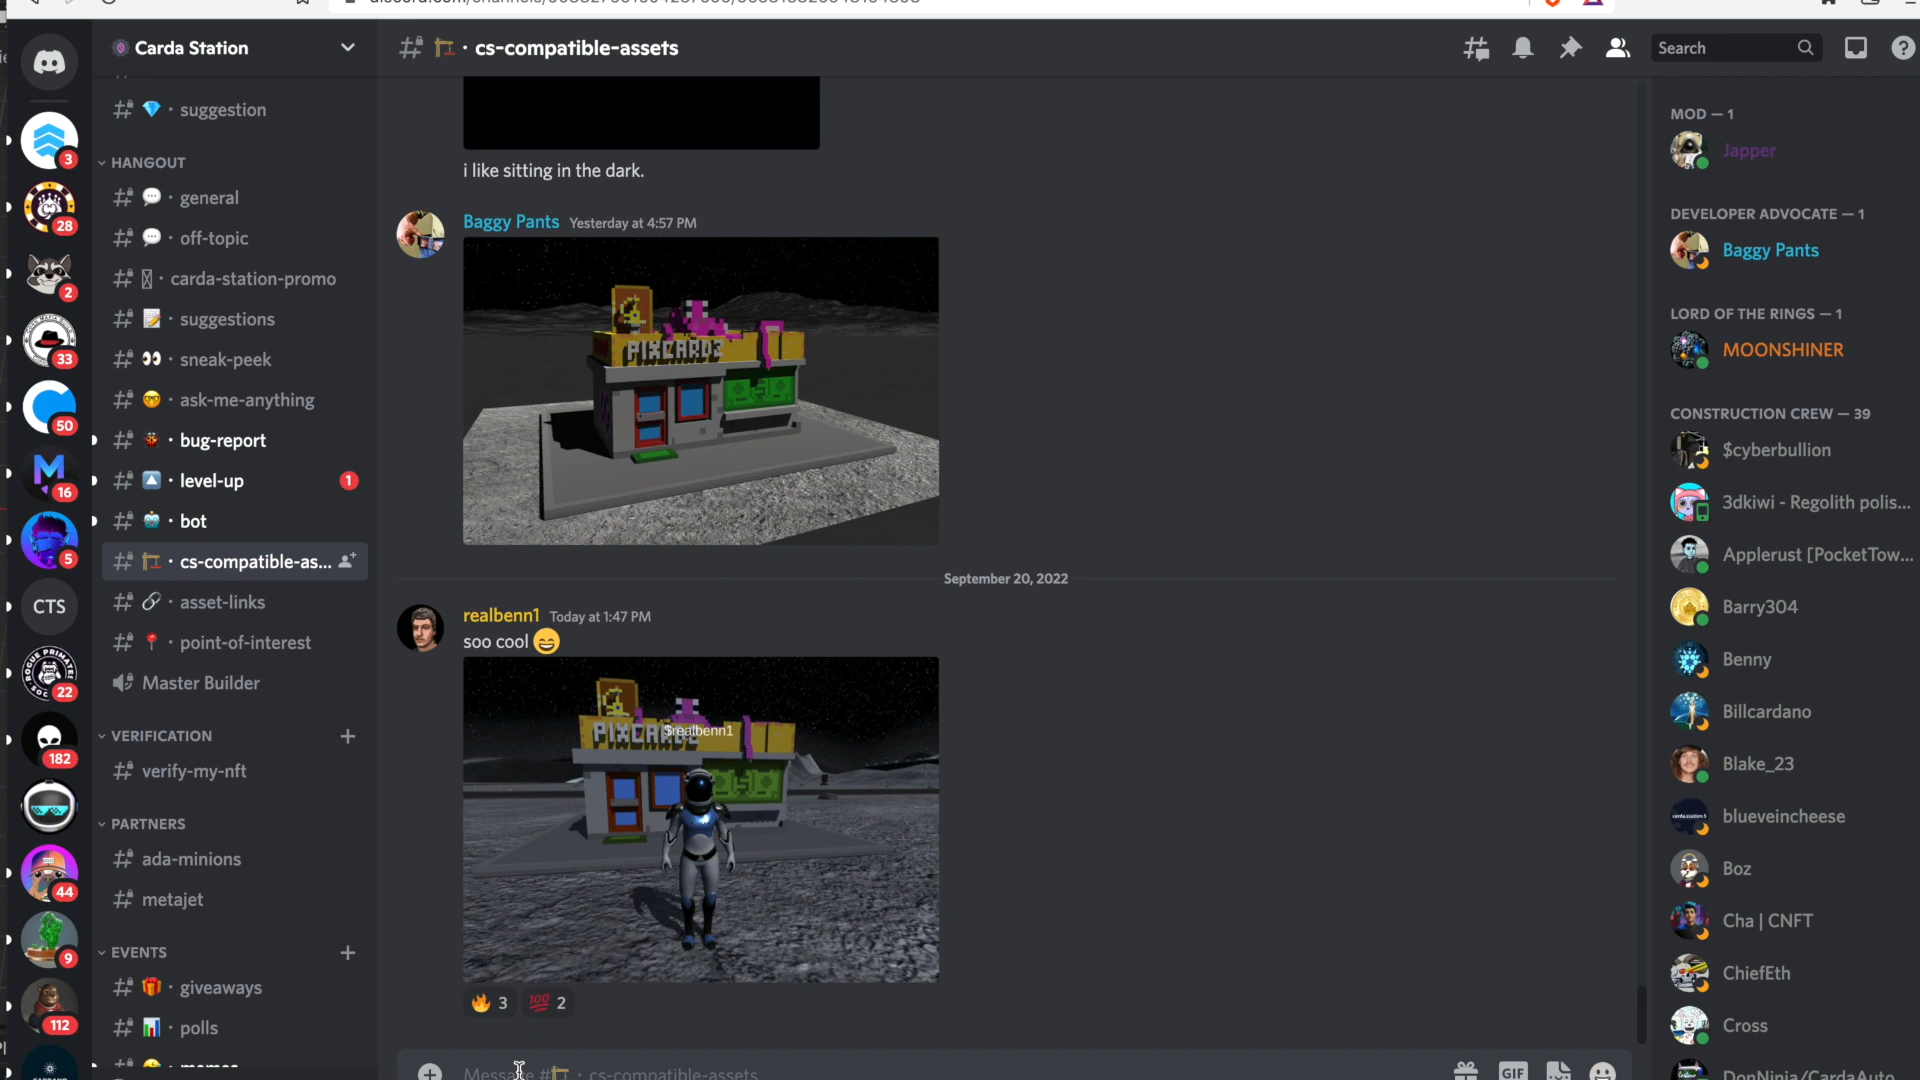 Carda Station
cs-compatible-assets
Search
suggestion
HANGOUT
general
off-topic
carda-station-promo
suggestions
sneak-peek
ask-me-anything
bug-report
level-up
1
bot
cs-compatible-as...
asset-links
point-of-interest
Master Builder
VERIFICATION
verify-my-nft
PARTNERS
ada-minions
metajet
EVENTS
giveaways
polls
3
28
2
33
50
16
5
CTS
22
182
44
9
112
i like sitting in the dark.
Baggy Pants Yesterday at 4:57 PM
PIXCARDZ
September 20, 2022
realbenn1 Today at 1:47 PM
soo cool 😄
$realbenn1
🔥 3 💯 2
Message # · cs-compatible-assets
GIF
MOD — 1
Japper
DEVELOPER ADVOCATE — 1
Baggy Pants
LORD OF THE RINGS — 1
MOONSHINER
CONSTRUCTION CREW — 39
$cyberbullion
3dkiwi - Regolith polis...
Applerust [PocketTow...
Barry304
Benny
Billcardano
Blake_23
blueveincheese
Boz
Cha | CNFT
ChiefEth
Cross
DonNinja/CardaAuto